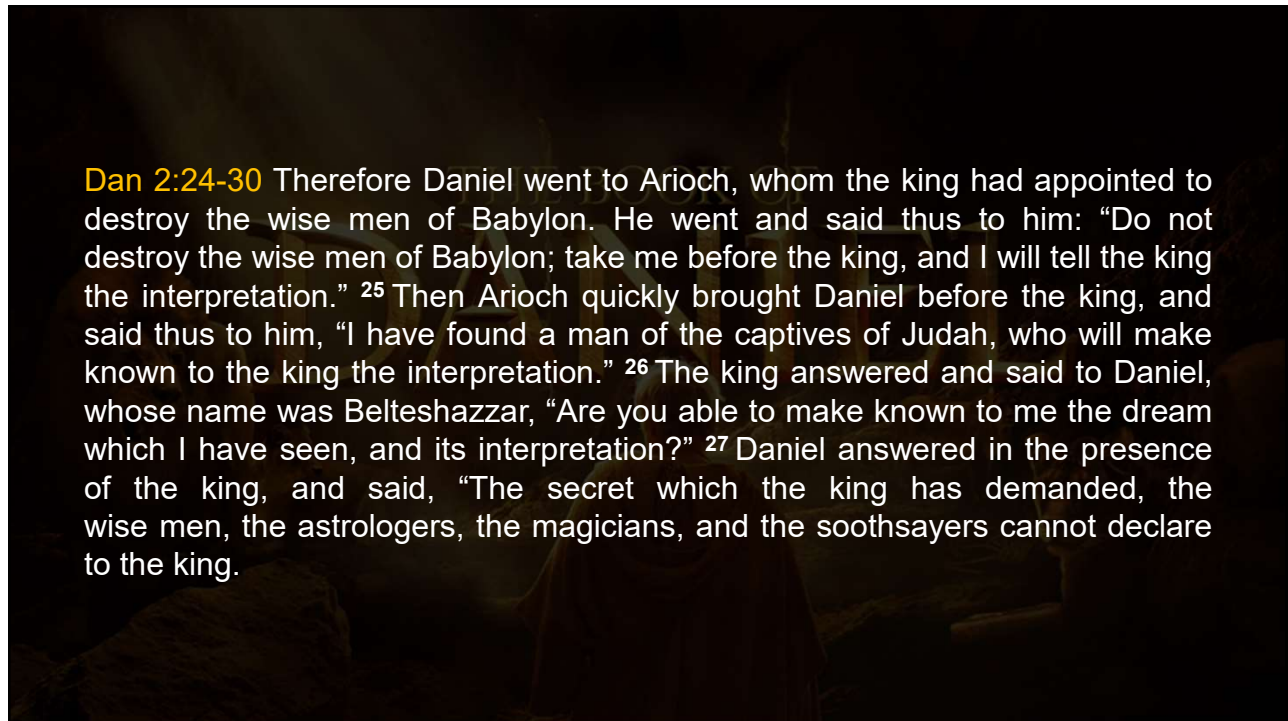 THE BOOK OF
DANIEL
Dan 2:24-30 Therefore Daniel went to Arioch, whom the king had appointed to
destroy the wise men of Babylon. He went and said thus to him: “Do not
destroy the wise men of Babylon; take me before the king, and I will tell the king
the interpretation.” 25 Then Arioch quickly brought Daniel before the king, and
said thus to him, “I have found a man of the captives of Judah, who will make
known to the king the interpretation.” 26 The king answered and said to Daniel,
whose name was Belteshazzar, “Are you able to make known to me the dream
which I have seen, and its interpretation?” 27 Daniel answered in the presence
of the king, and said, “The secret which the king has demanded, the
wise men, the astrologers, the magicians, and the soothsayers cannot declare
to the king.